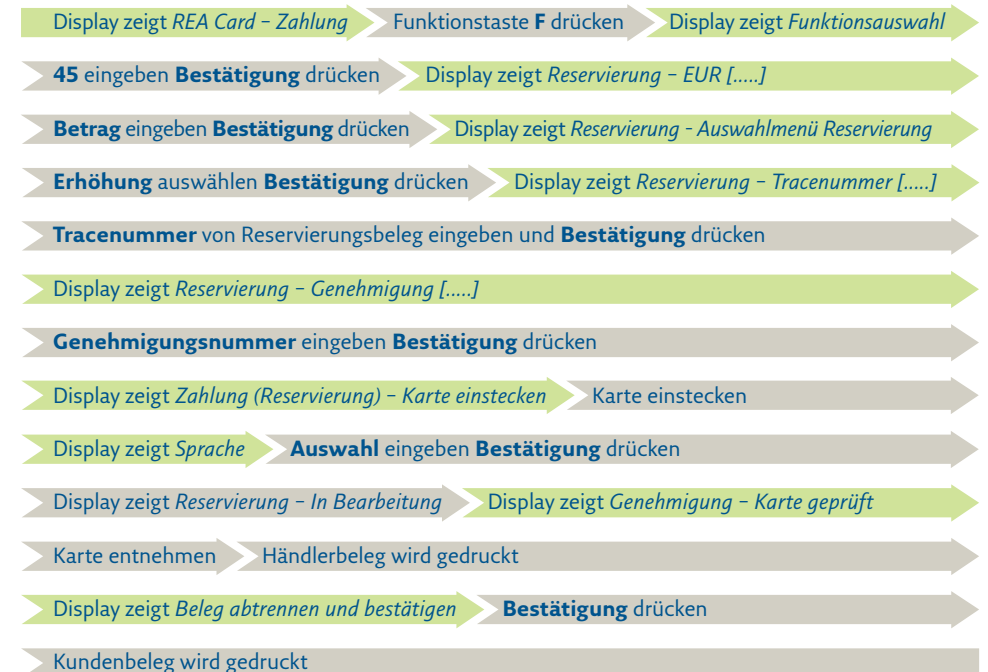 Display zeigt REA Card – Zahlung Funktionstaste F drücken Display zeigt Funktionsauswahl
45 eingeben Bestätigung drücken Display zeigt Reservierung – EUR [.....]
Betrag eingeben Bestätigung drücken Display zeigt Reservierung - Auswahlmenü Reservierung
Erhöhung auswählen Bestätigung drücken Display zeigt Reservierung – Tracenummer [.....]
Tracenummer von Reservierungsbeleg eingeben und Bestätigung drücken
Display zeigt Reservierung – Genehmigung [.....]
Genehmigungsnummer eingeben Bestätigung drücken
Display zeigt Zahlung (Reservierung) – Karte einstecken Karte einstecken
Display zeigt Sprache Auswahl eingeben Bestätigung drücken
Display zeigt Reservierung – In Bearbeitung Display zeigt Genehmigung – Karte geprüft
Karte entnehmen Händlerbeleg wird gedruckt
Display zeigt Beleg abtrennen und bestätigen Bestätigung drücken
Kundenbeleg wird gedruckt